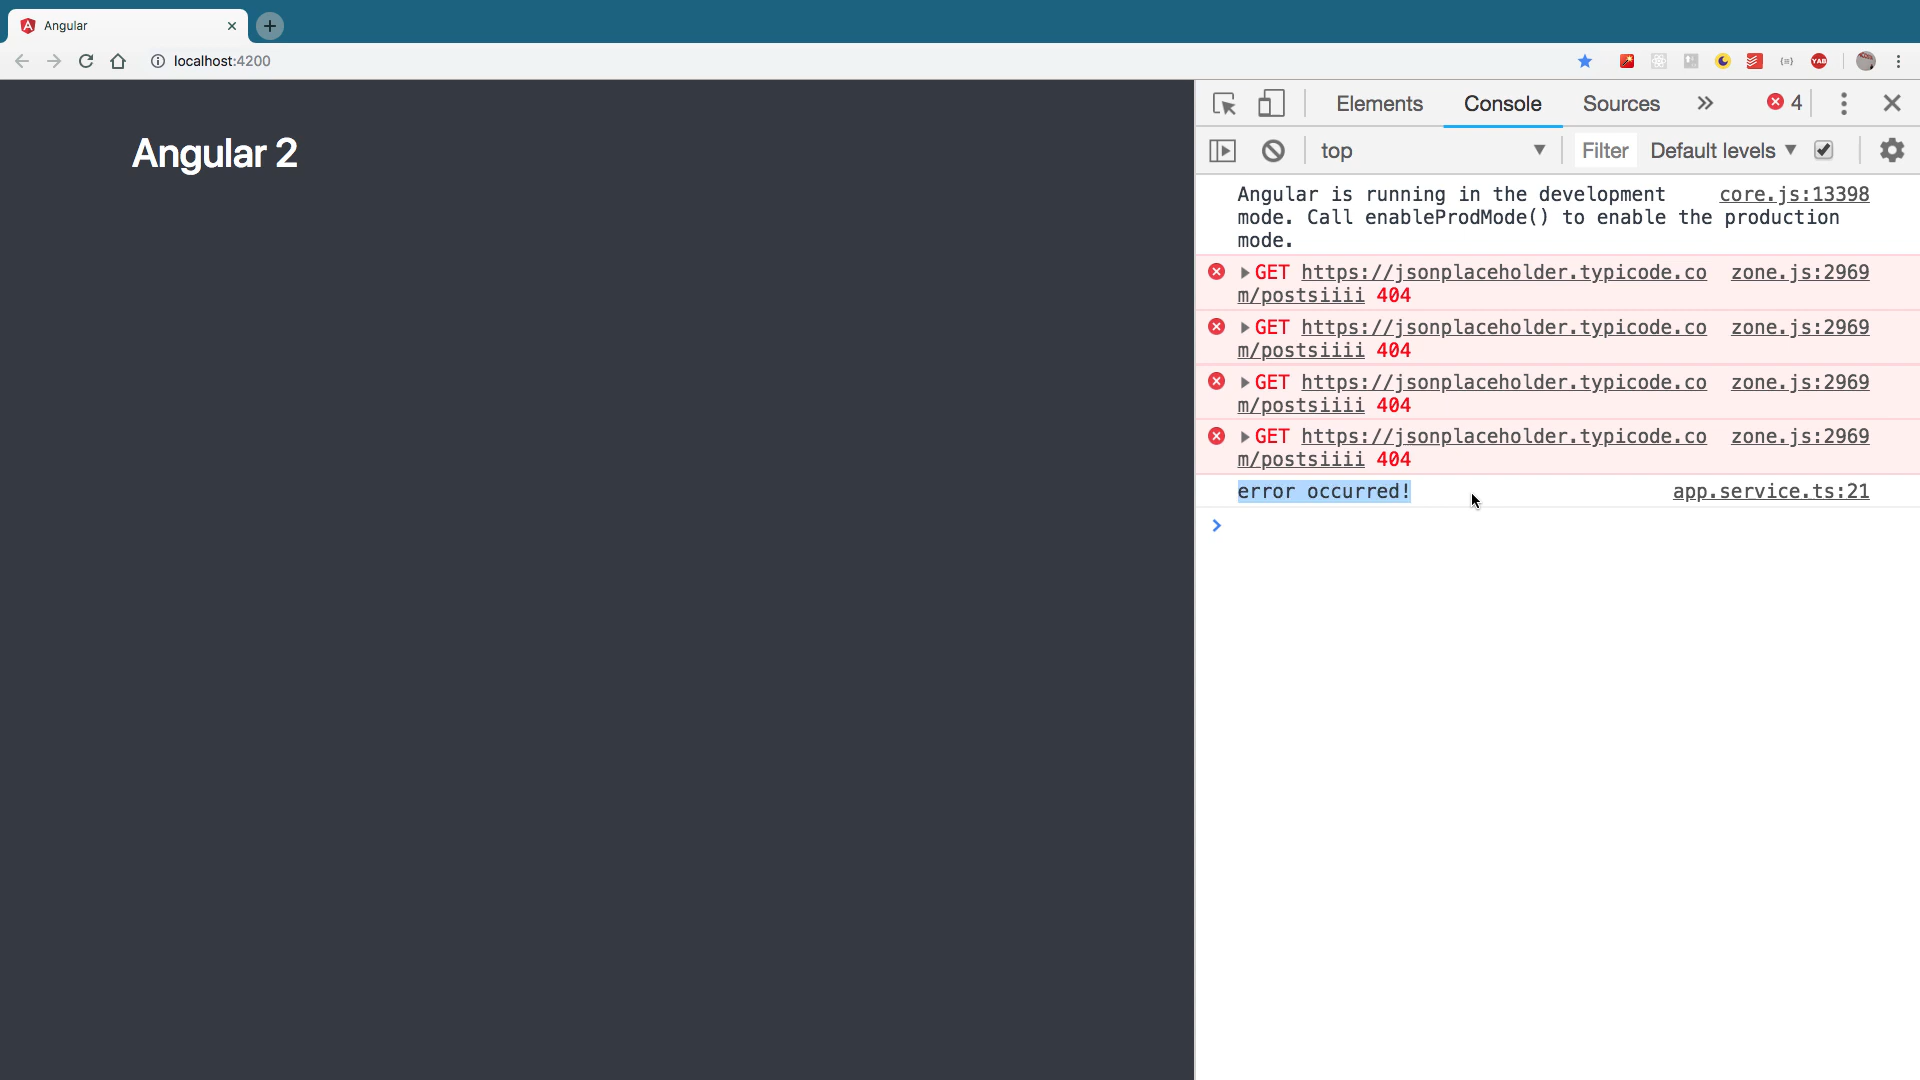 Angular
localhost:4200
Angular 2
Elements
Console
Sources
4
top
Filter
Default levels
Angular is running in the development core.js:13398
mode. Call enableProdMode() to enable the production
mode.
GET https://jsonplaceholder.typicode.co zone.js:2969
m/postsiiii 404
GET https://jsonplaceholder.typicode.co zone.js:2969
m/postsiiii 404
GET https://jsonplaceholder.typicode.co zone.js:2969
m/postsiiii 404
GET https://jsonplaceholder.typicode.co zone.js:2969
m/postsiiii 404
error occurred! app.service.ts:21